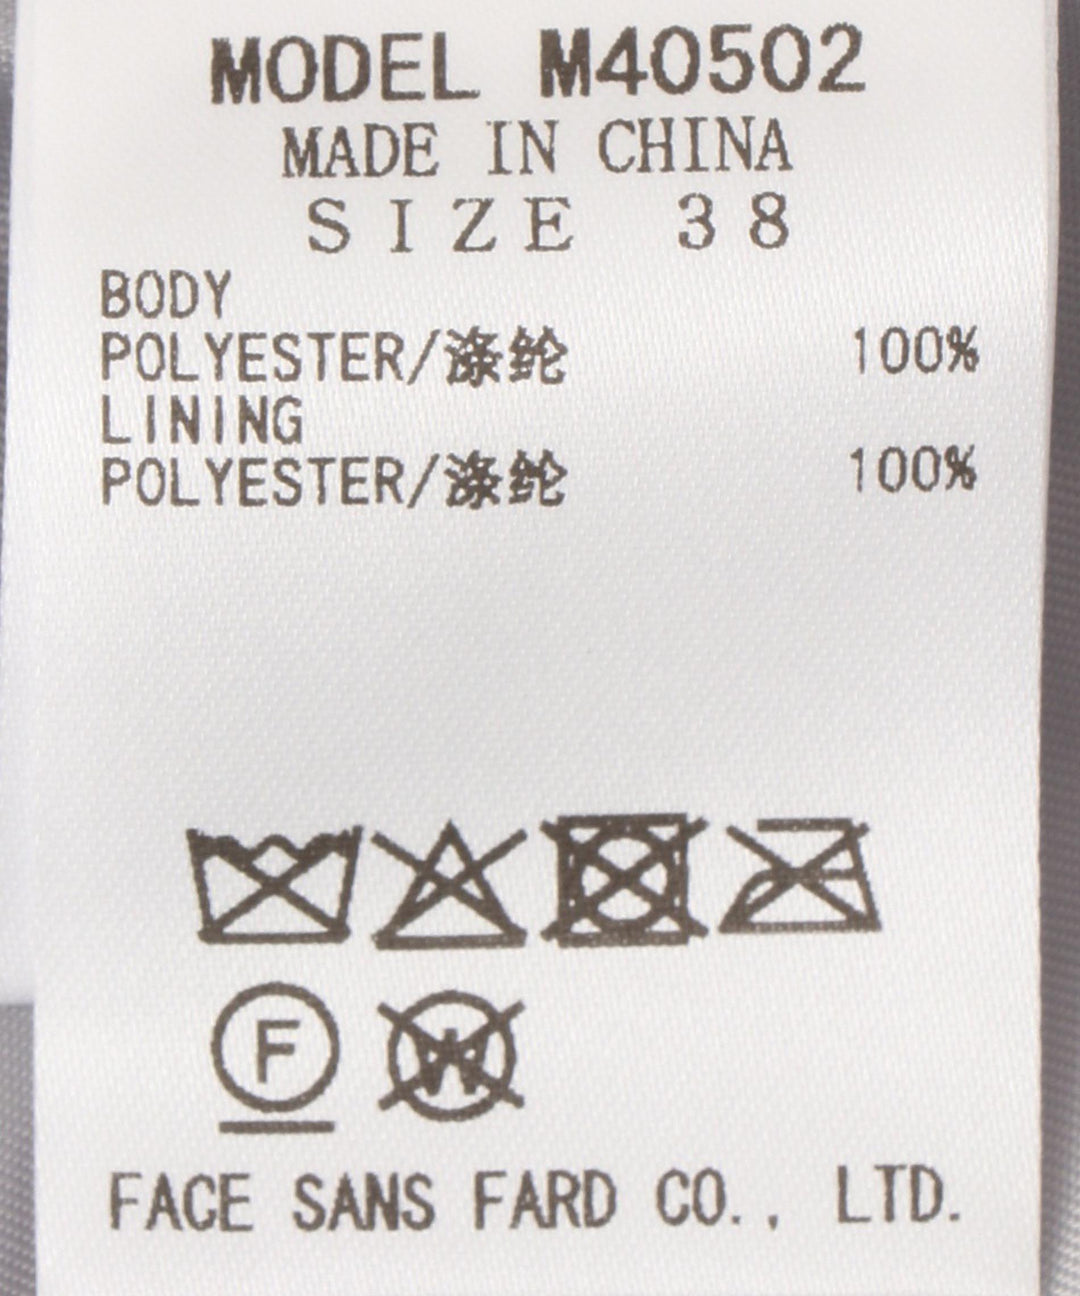 MODEL M40502
MADE IN CHINA
SIZE 38
BODY
POLYESTER/涤纶 100%
LINING
POLYESTER/涤纶 100%
F W
FACE SANS FARD CO., LTD.